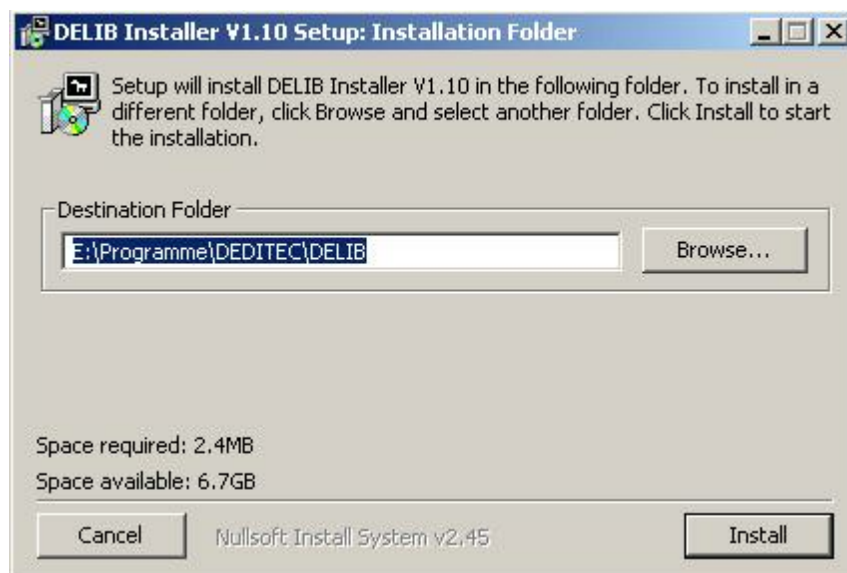 DELIB Installer V1.10 Setup: Installation Folder
Setup will install DELIB Installer V1.10 in the following folder. To install in a
different folder, click Browse and select another folder. Click Install to start
the installation.
Destination Folder
E:\Programme\DEDITEC\DELIB
Browse...
Space required: 2.4MB
Space available: 6.7GB
Cancel
Nullsoft Install System v2.45
Install